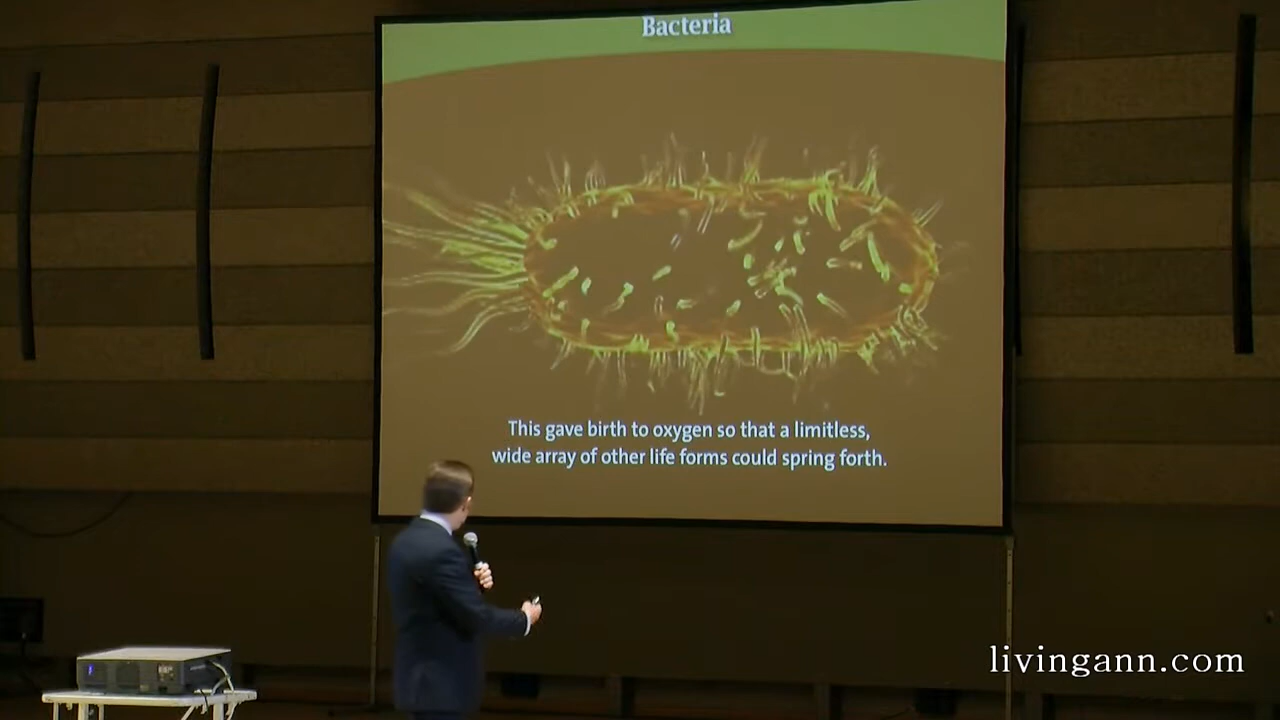 Bacteria
This gave birth to oxygen so that a limitless,
wide array of other life forms could spring forth.
livingann.com